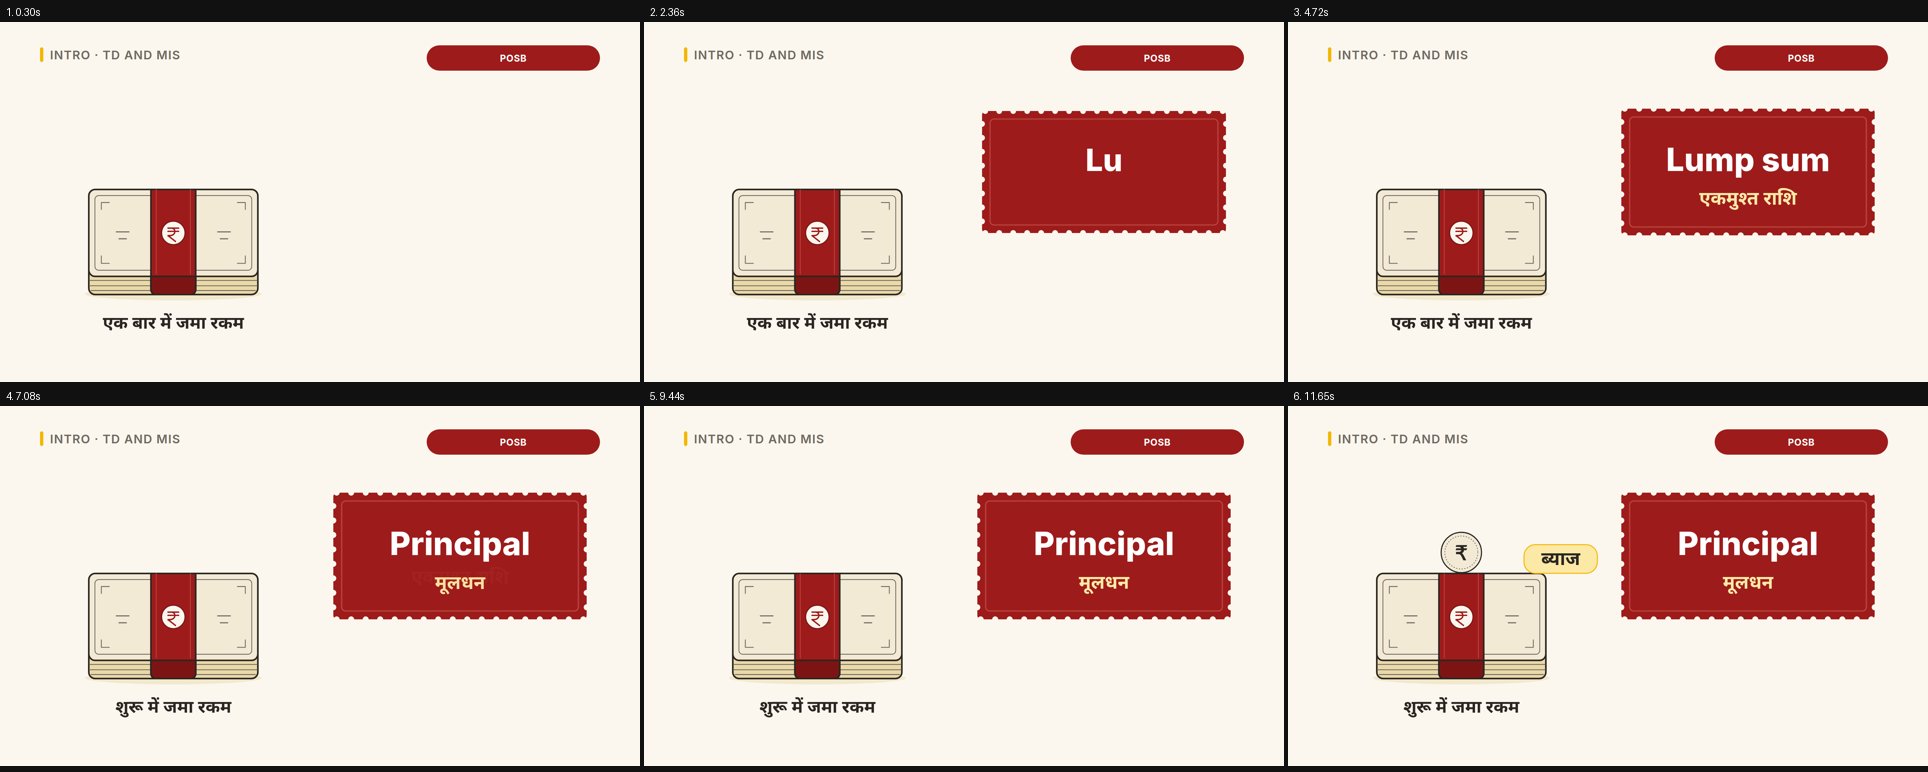 1. 0.30s
INTRO · TD AND MIS
POSB
₹
एक बार में जमा रकम
2. 2.36s
INTRO · TD AND MIS
POSB
Lu
₹
एक बार में जमा रकम
3. 4.72s
INTRO · TD AND MIS
POSB
Lump sum
एकमुश्त राशि
₹
एक बार में जमा रकम
4. 7.08s
INTRO · TD AND MIS
POSB
Principal
मूलधन
₹
शुरू में जमा रकम
5. 9.44s
INTRO · TD AND MIS
POSB
Principal
मूलधन
₹
शुरू में जमा रकम
6. 11.65s
INTRO · TD AND MIS
POSB
Principal
₹
ब्याज
मूलधन
₹
शुरू में जमा रकम